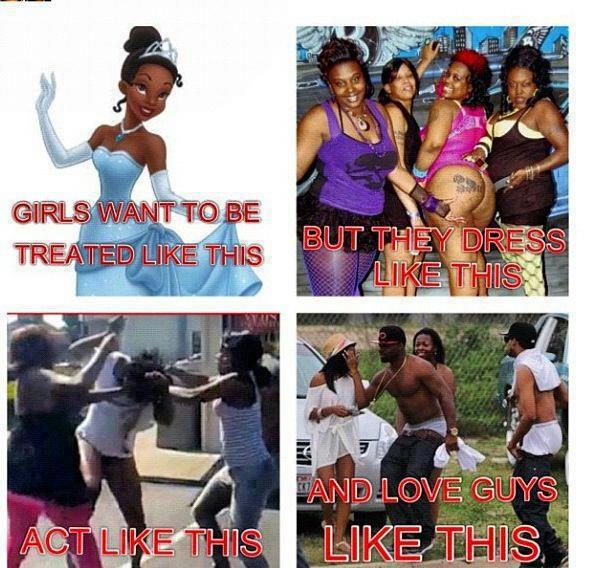 GIRLS WANT TO BE
TREATED LIKE THIS
BUT THEY DRESS
LIKE THIS
ACT LIKE THIS
AND LOVE GUYS
LIKE THIS